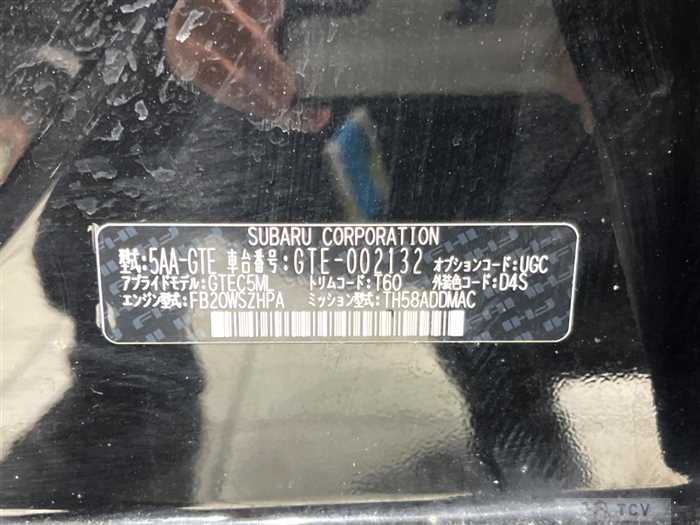 SUBARU CORPORATION
型式:5AA-GTE 車台番号:GTE-002132 オプションコード:UGC
アプライドモデル:GTEC5ML トリムコード:T60 外装色コード:D4S
エンジン型式:FB20WSZHPA ミッション型式:TH58ADDMAC
TCV